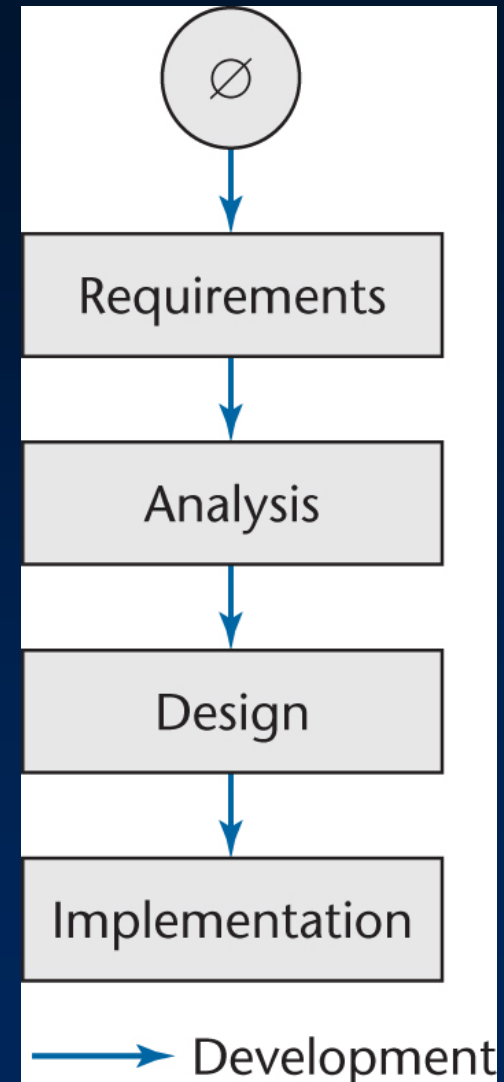 ∅
Requirements
Analysis
Design
Implementation
Development